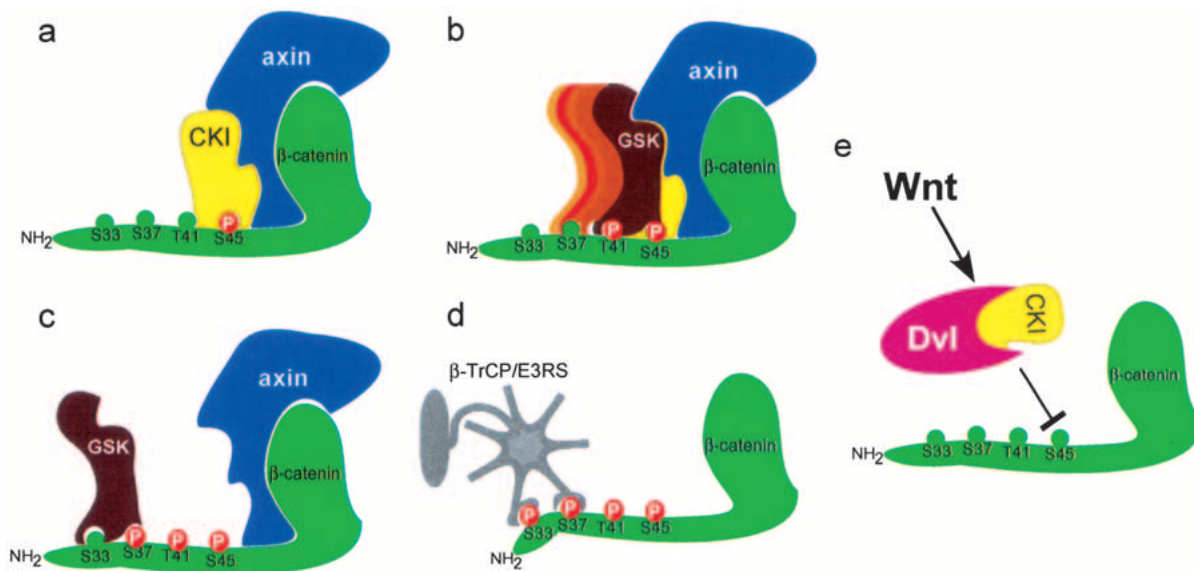 a
axin
CKI
β-catenin
NH2 S33 S37 T41 P S45
b
axin
GSK
β-catenin
NH2 S33 S37 P T41 P S45
c
axin
GSK
β-catenin
NH2 S33 P S37 P T41 P S45
d
β-TrCP/E3RS
β-catenin
NH2 P S33 P S37 P T41 P S45
e
Wnt
Dvl CKI
β-catenin
NH2 S33 S37 T41 S45